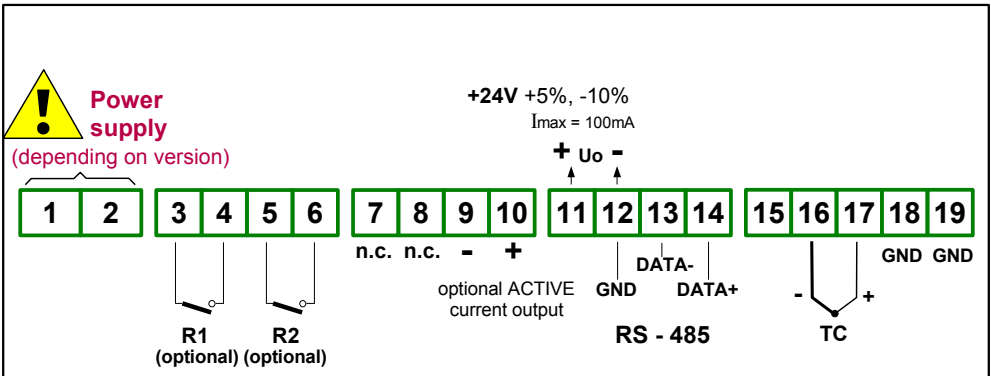 !
Power
supply
(depending on version)
+24V +5%, -10%
Imax = 100mA
+ Uo -
1 2 3 4 5 6 7 8 9 10 11 12 13 14 15 16 17 18 19
n.c. n.c. - +
optional ACTIVE
current output
GND DATA- DATA+
RS - 485
GND GND
- +
TC
R1 R2
(optional) (optional)